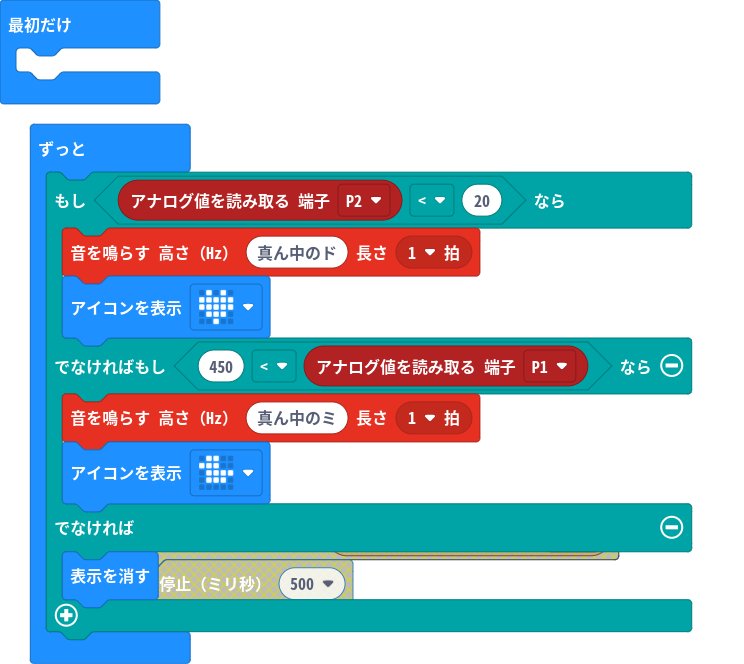 最初だけ
ずっと
もし アナログ値を読み取る 端子 P2 < 20 なら
音を鳴らす 高さ（Hz） 真ん中のド 長さ 1 拍
アイコンを表示
でなければもし 450 < アナログ値を読み取る 端子 P1 なら
音を鳴らす 高さ（Hz） 真ん中のミ 長さ 1 拍
アイコンを表示
でなければ
表示を消す 停止（ミリ秒） 500